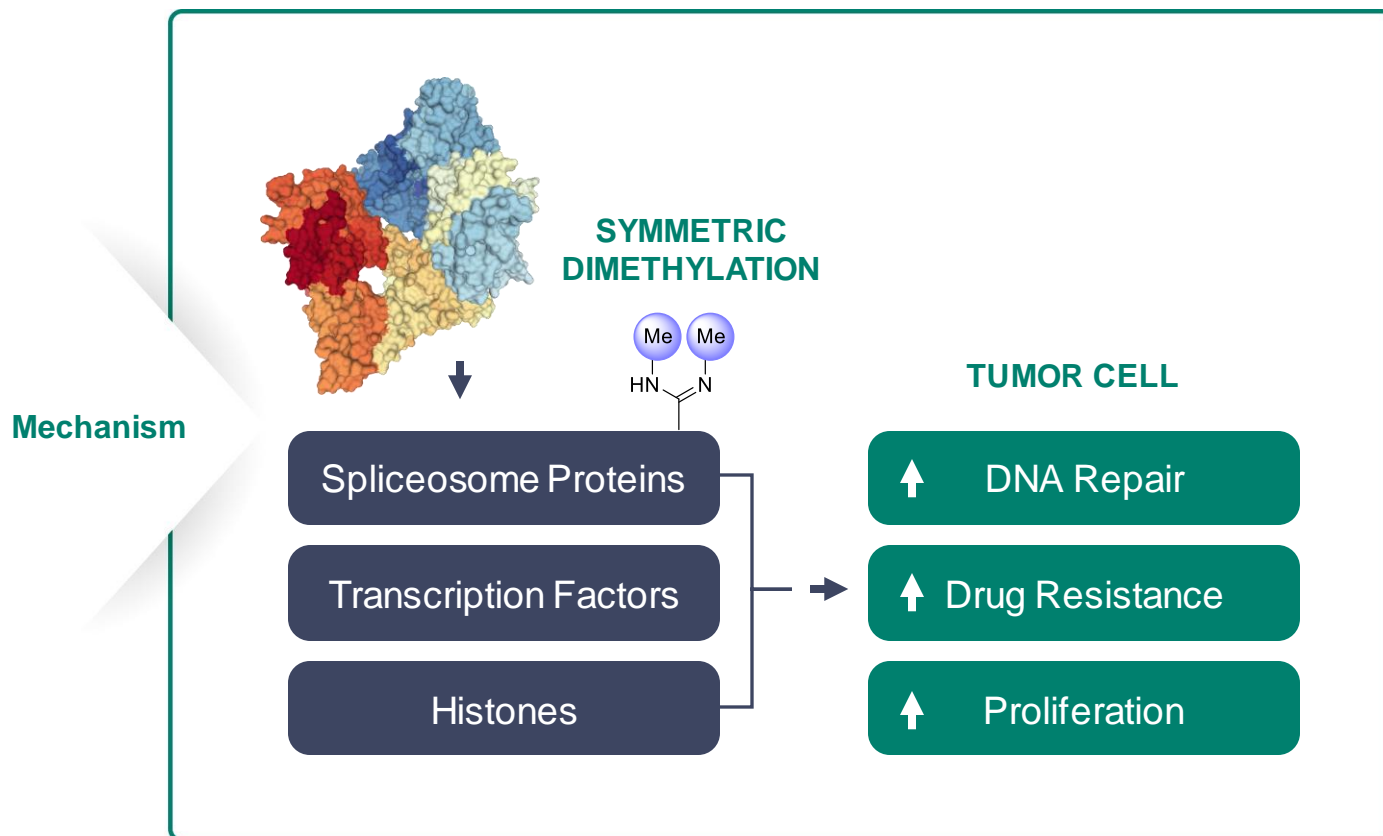 Mechanism
SYMMETRIC
DIMETHYLATION
Me Me
HN N
Spliceosome Proteins
Transcription Factors
Histones
TUMOR CELL
DNA Repair
Drug Resistance
Proliferation